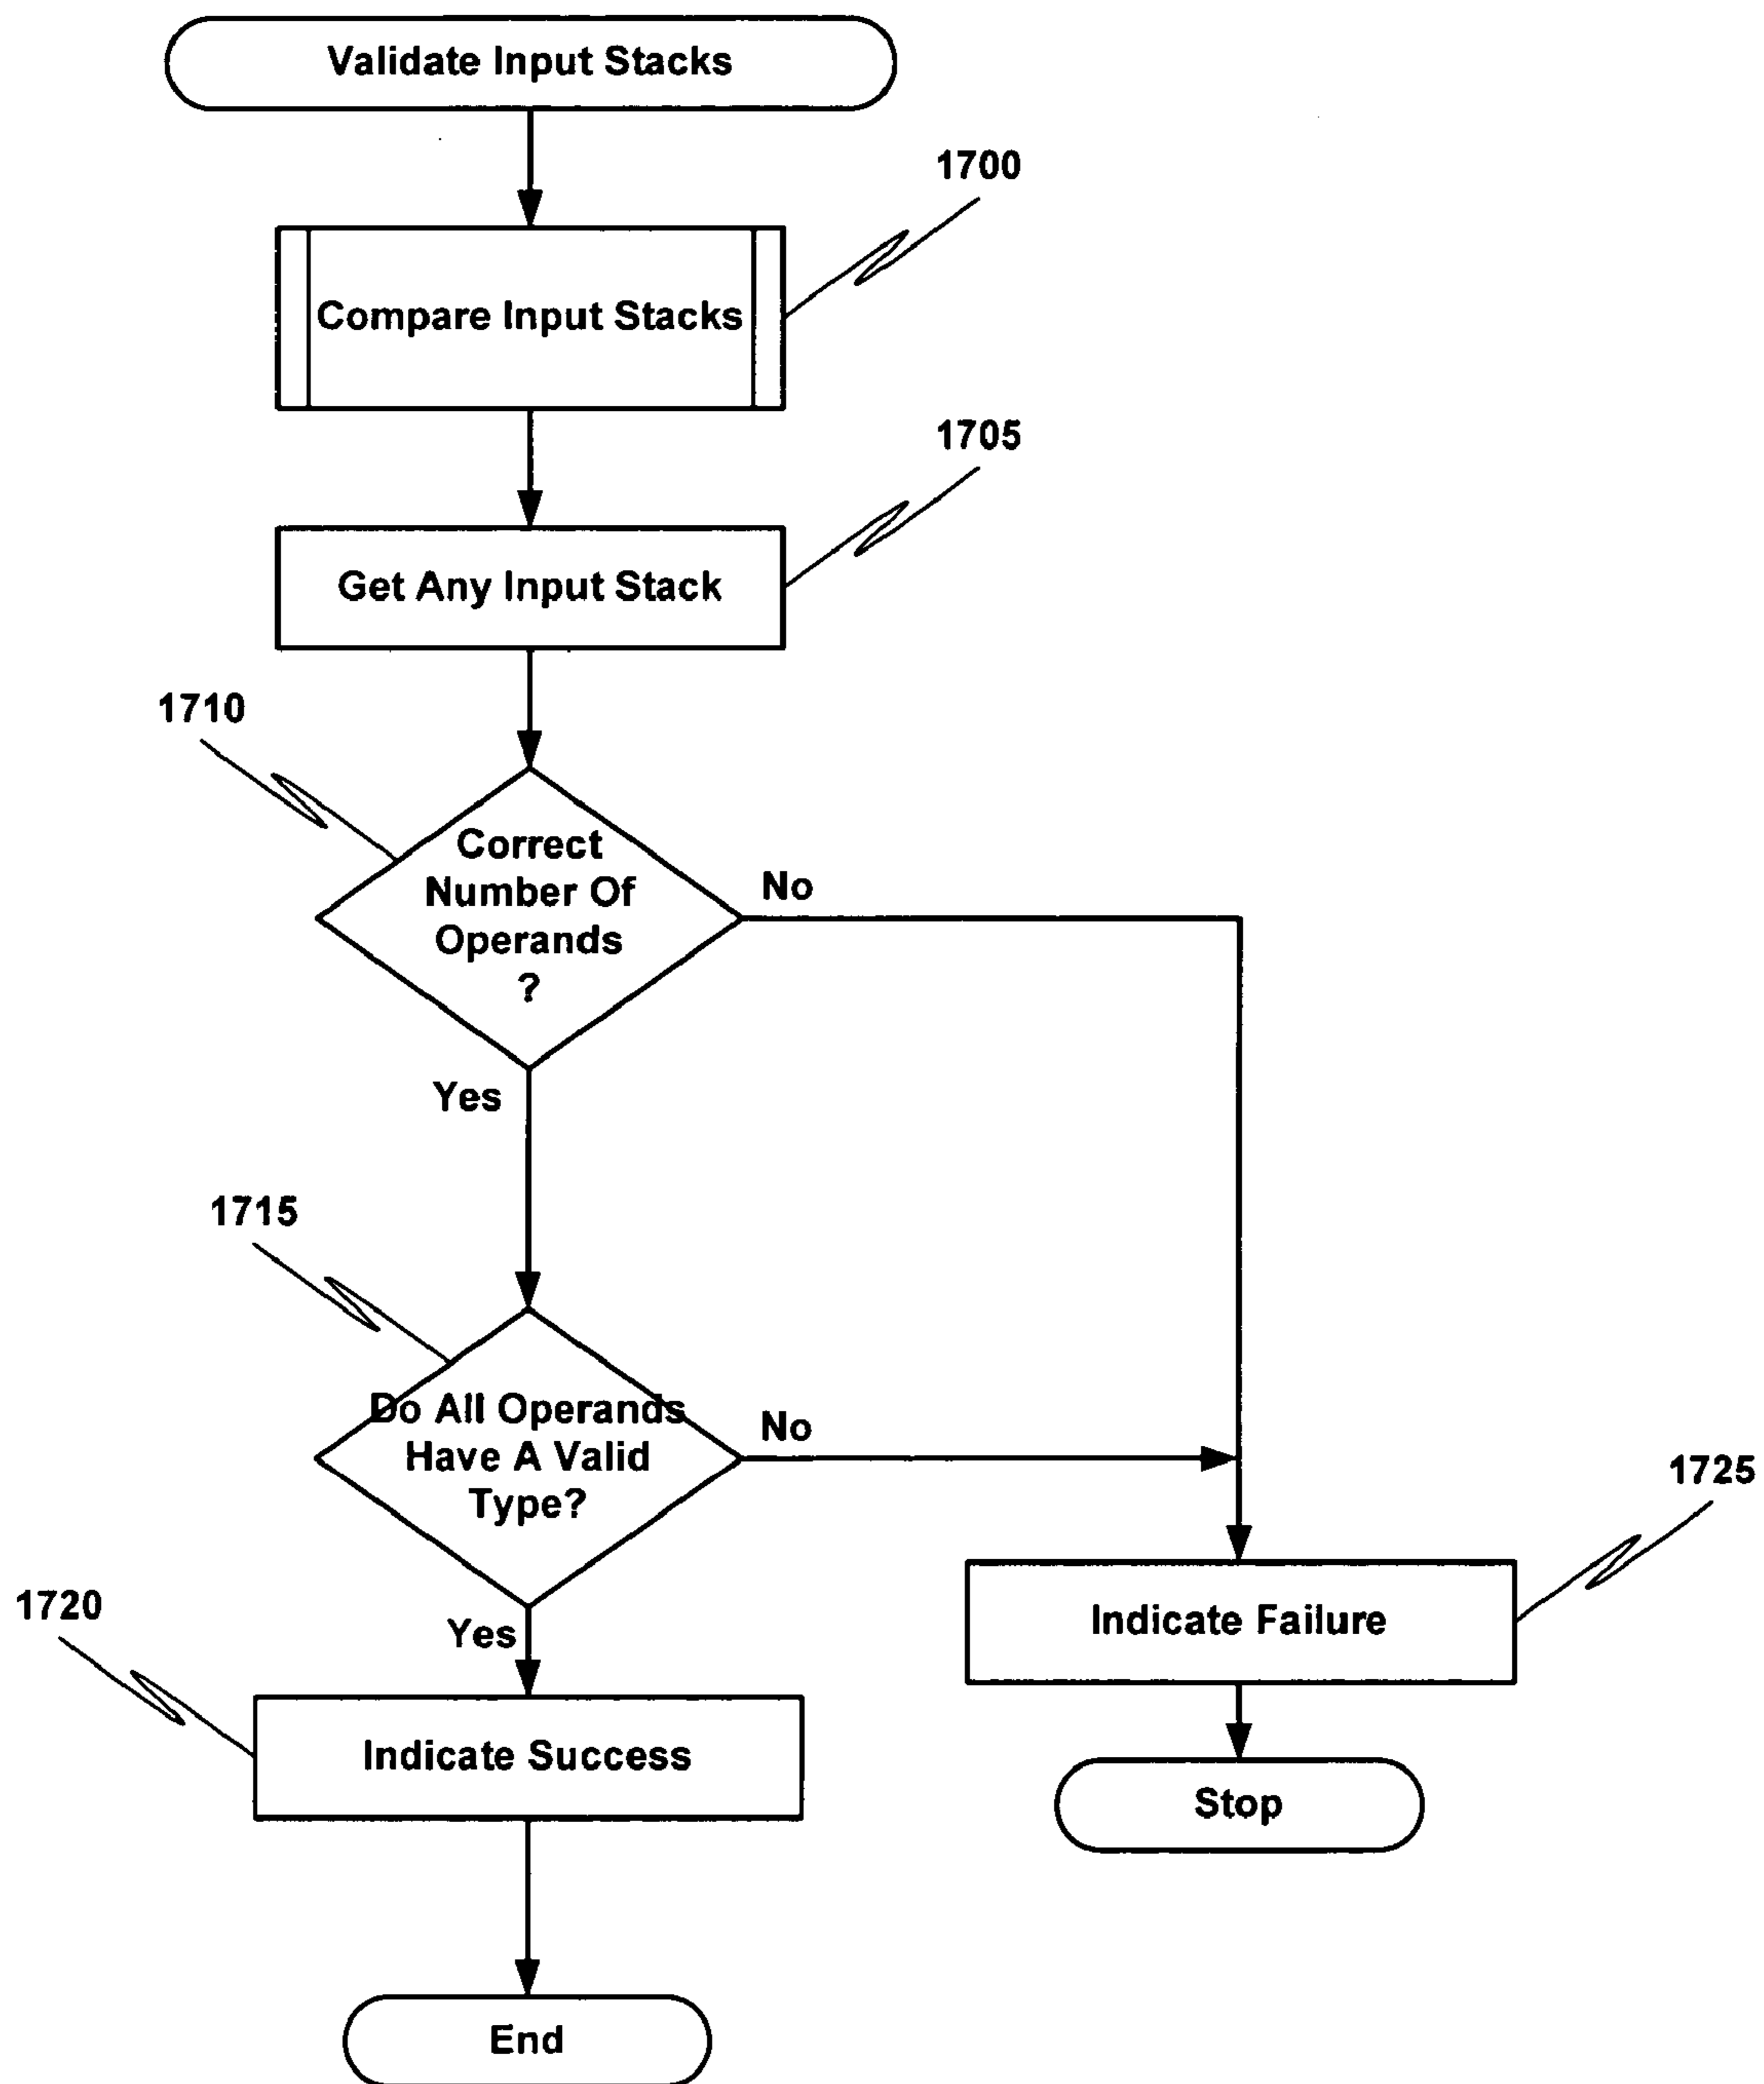 Validate Input Stacks
1700
Compare Input Stacks
1705
Get Any Input Stack
1710
Correct
Number Of
Operands
?
No
Yes
1715
Do All Operands
Have A Valid
Type?
No
1725
Indicate Failure
Yes
1720
Indicate Success
Stop
End